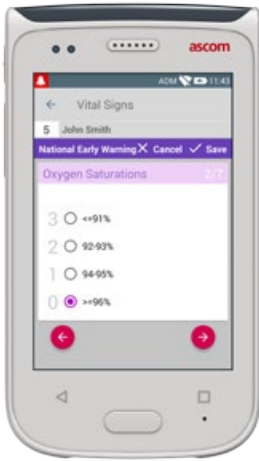 ascom
ADM 11:43
Vital Signs
5 John Smith
National Early Warning Cancel Save
Oxygen Saturations 2/7
3 <=91%
2 92-93%
1 94-95%
0 >=96%